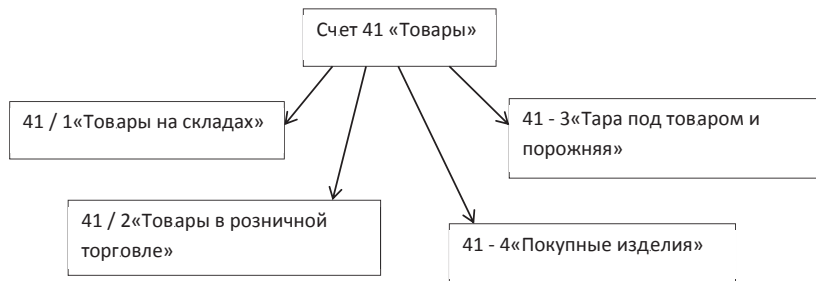 Счет 41 «Товары»
41 / 1«Товары на складах»
41 - 3«Тара под товаром и
порожняя»
41 / 2«Товары в розничной
торговле»
41 - 4«Покупные изделия»